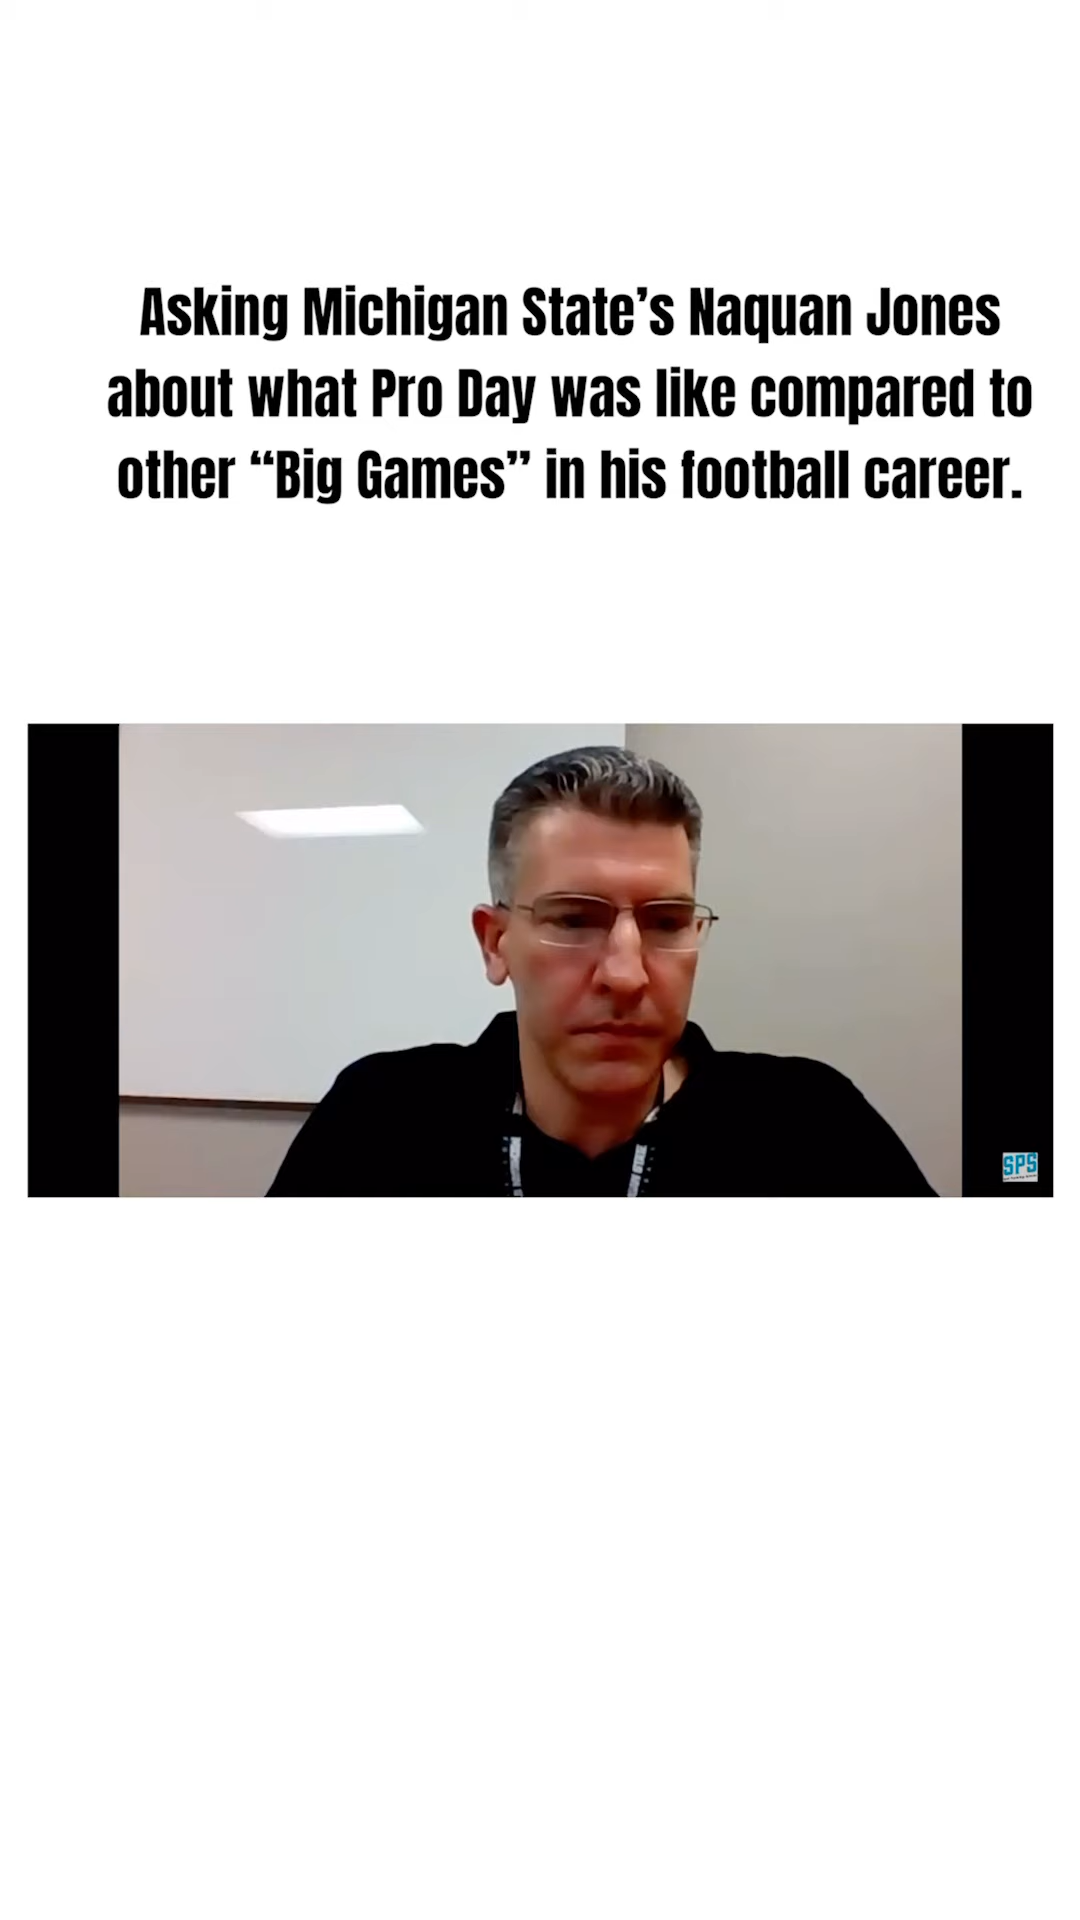 Asking Michigan State’s Naquan Jones
about what Pro Day was like compared to
other “Big Games” in his football career.
SPS